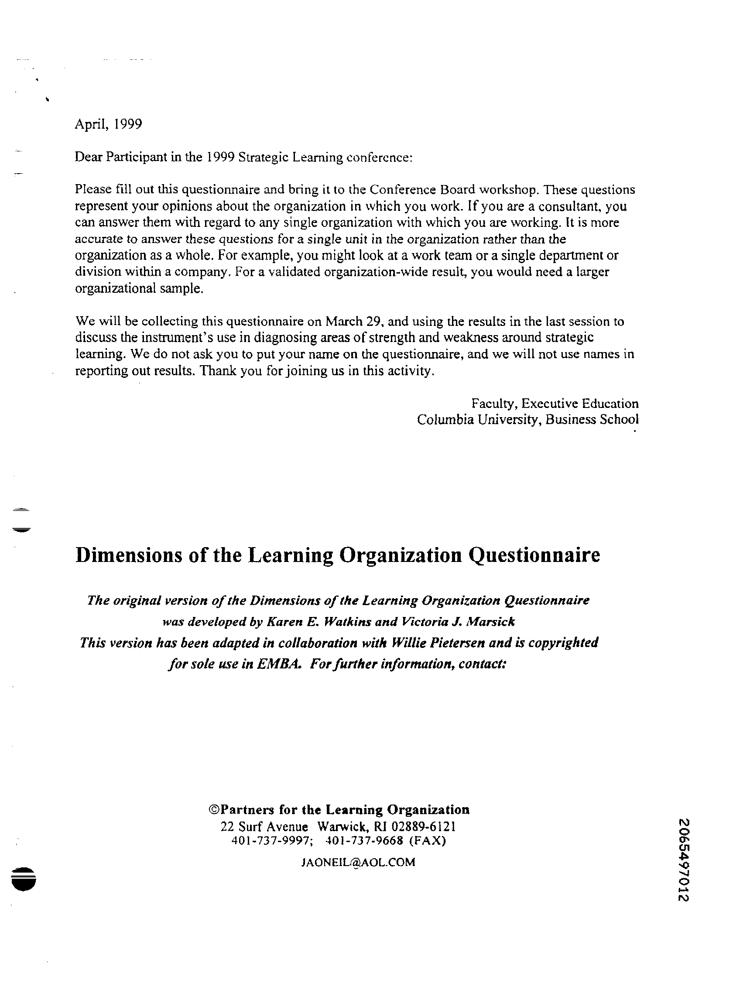 April, 1999
Dear Participant in the 1999 Strategic Learning conference:
Please fill out this questionnaire and bring it to the Conference Board workshop. These questions
represent your opinions about the organization in which you work. If you are a consultant, you
can answer them with regard to any single organization with which you are working. It is more
accurate to answer these questions for a single unit in the organization rather than the
organization as a whole. For example, you might look at a work team or a single department or
division within a company. For a validated organization-wide result, you would need a larger
organizational sample.
We will be collecting this questionnaire on March 29, and using the results in the last session to
discuss the instrument's use in diagnosing areas of strength and weakness around strategic
learning. We do not ask you to put your name on the questionnaire, and we will not use names in
reporting out results. Thank you for joining us in this activity.
Faculty, Executive Education
Columbia University, Business School
Dimensions of the Learning Organization Questionnaire
The original version of the Dimensions of the Learning Organization Questionnaire
was developed by Karen E. Watkins and Victoria J. Marsick
This version has been adapted in collaboration with Willie Pietersen and is copyrighted
for sole use in EMBA. For further information, contact:
©Partners for the Learning Organization
22 Surf Avenue Warwick, RI 02889-6121
401-737-9997; 401-737-9668 (FAX)
JAONEIL@AOL.COM
2065497012